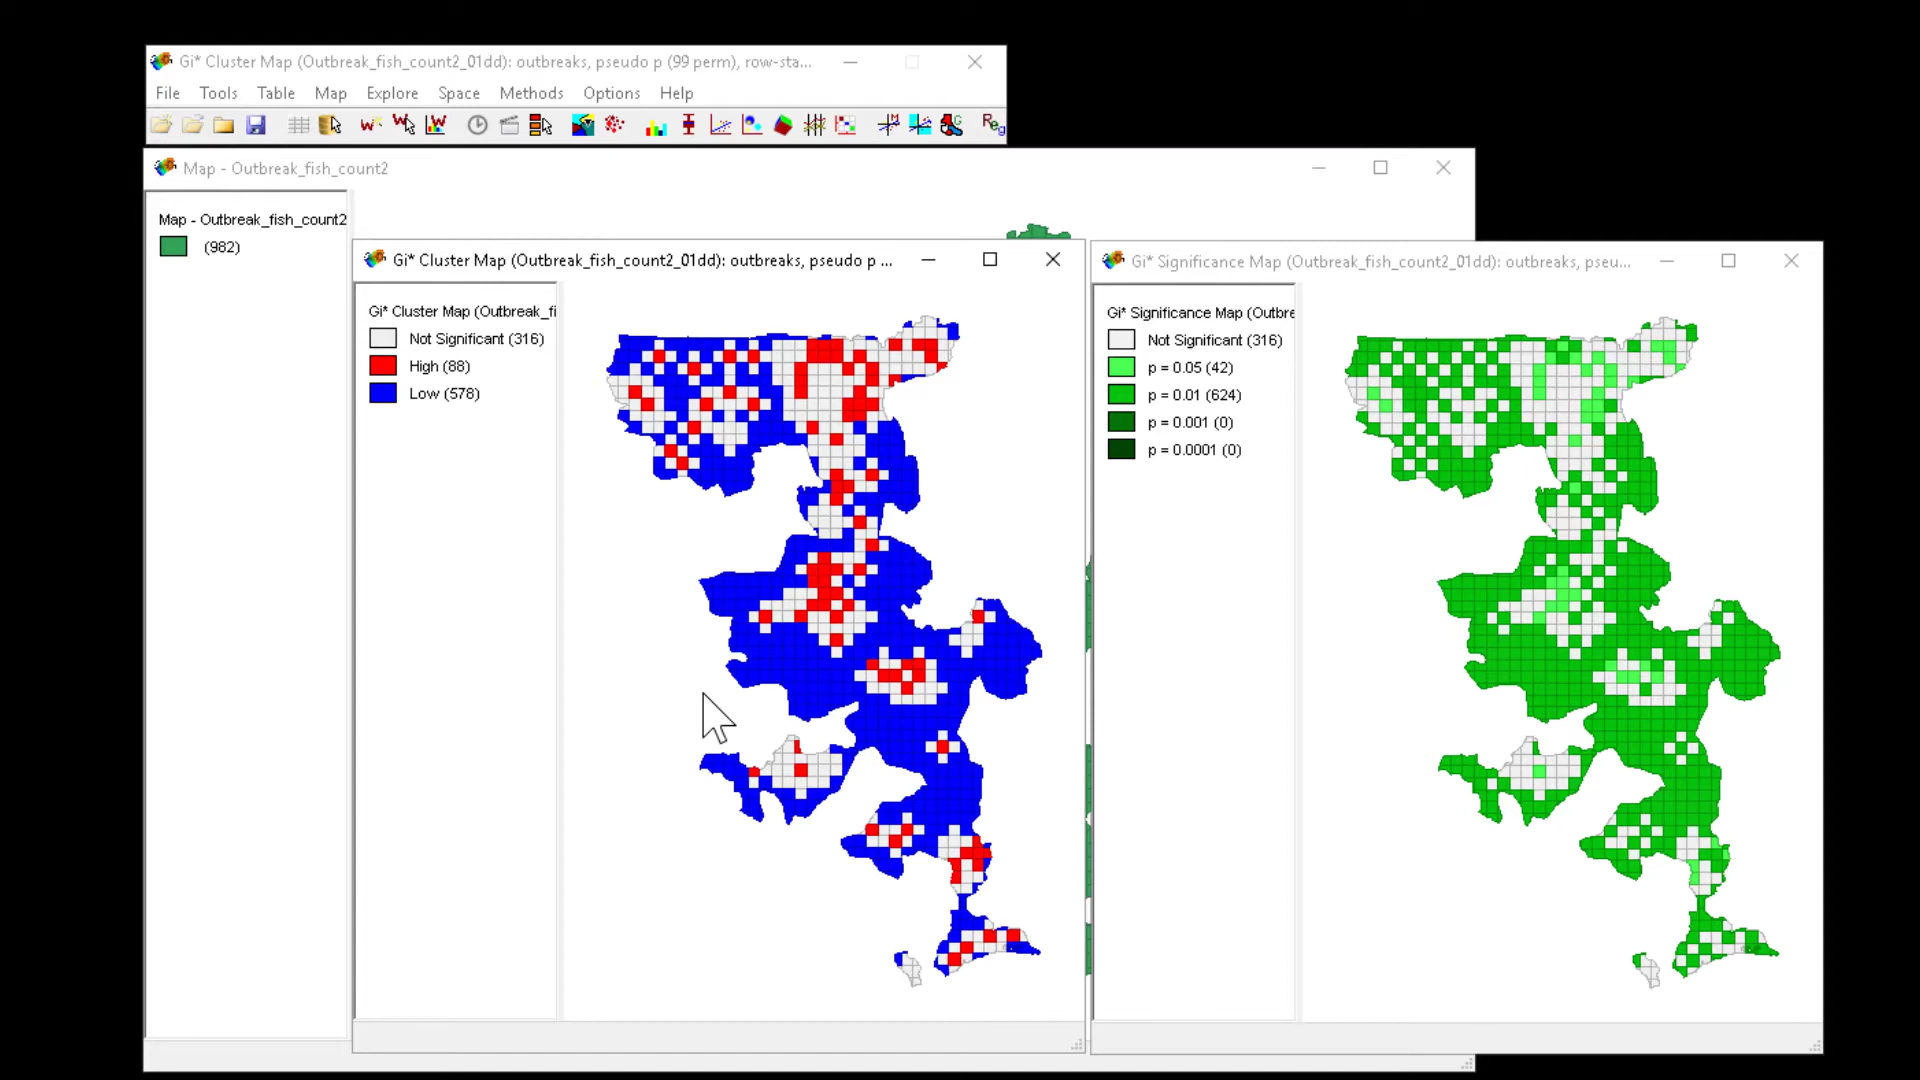 Gi* Cluster Map (Outbreak_fish_count2_01dd): outbreaks, pseudo p (99 perm), row-sta...
File Tools Table Map Explore Space Methods Options Help
Reg
Map - Outbreak_fish_count2
Map - Outbreak_fish_count2
(982)
Gi* Cluster Map (Outbreak_fish_count2_01dd): outbreaks, pseudo p ...
Gi* Cluster Map (Outbreak_fi
Not Significant (316)
High (88)
Low (578)
Gi* Significance Map (Outbreak_fish_count2_01dd): outbreaks, pseu...
Gi* Significance Map (Outbre
Not Significant (316)
p = 0.05 (42)
p = 0.01 (624)
p = 0.001 (0)
p = 0.0001 (0)